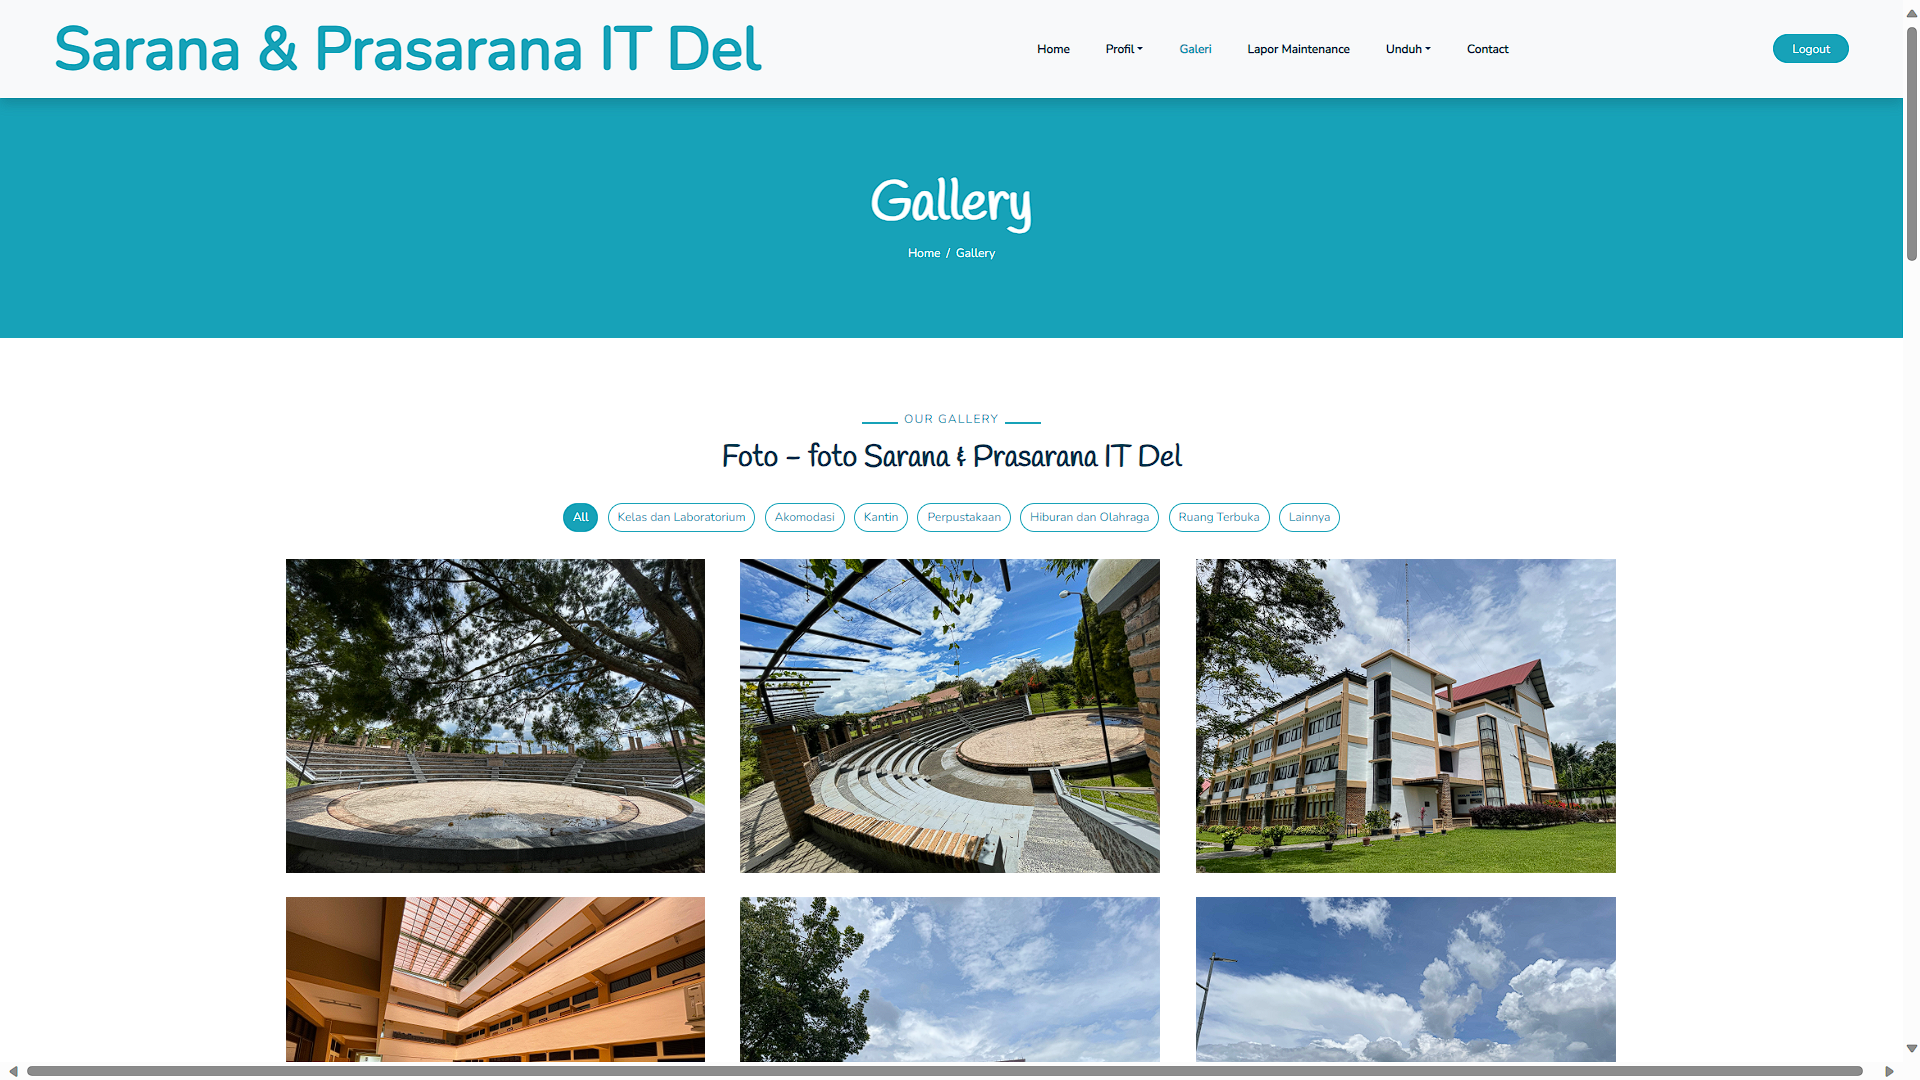 Sarana & Prasarana IT Del
Home Profil Galeri Lapor Maintenance Unduh Contact Logout
Gallery
Home / Gallery
OUR GALLERY
Foto - foto Sarana & Prasarana IT Del
All Kelas dan Laboratorium Akomodasi Kantin Perpustakaan Hiburan dan Olahraga Ruang Terbuka Lainnya